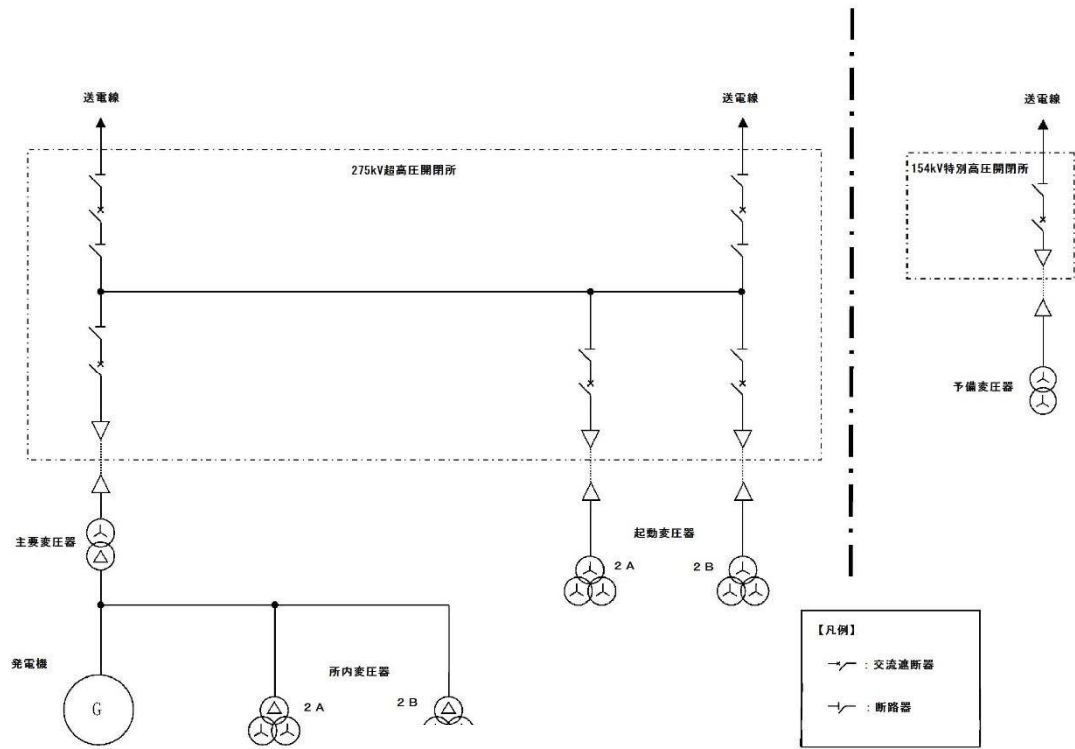 送電線
送電線
送電線
275kV超高圧開閉所
154kV特別高圧開閉所
予備変圧器
主要変圧器
起動変圧器
2A
2B
発電機
G
所内変圧器
2A
2B
【凡例】
：交流遮断器
：断路器